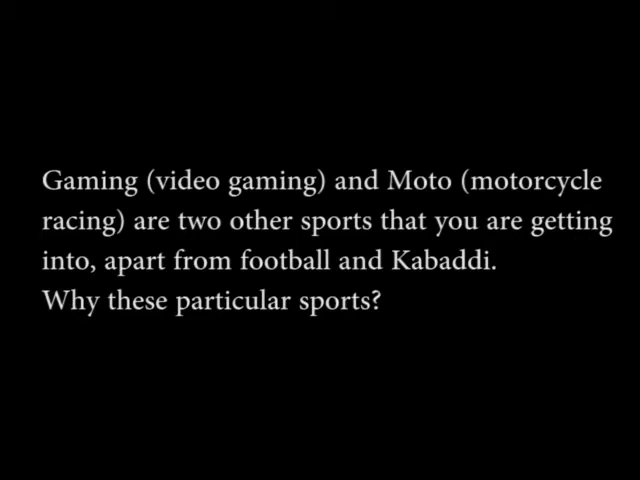 Gaming (video gaming) and Moto (motorcycle
racing) are two other sports that you are getting
into, apart from football and Kabaddi.
Why these particular sports?